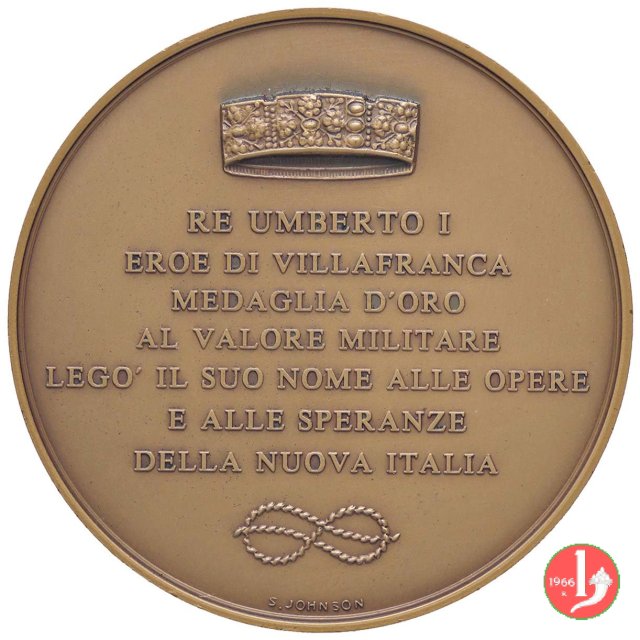 RE UMBERTO I
EROE DI VILLAFRANCA
MEDAGLIA D'ORO
AL VALORE MILITARE
LEGO' IL SUO NOME ALLE OPERE
E ALLE SPERANZE
DELLA NUOVA ITALIA
S. JOHNSON
1966
K